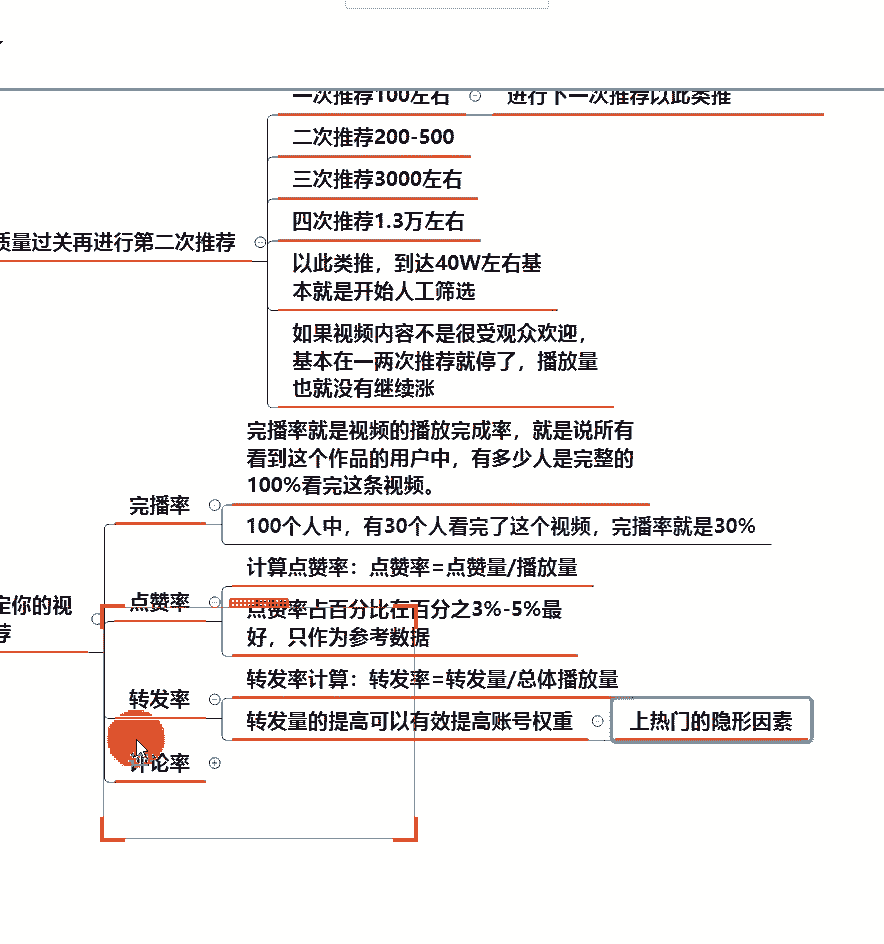 一次推荐100左右
进行下一次推荐以此类推
二次推荐200-500
三次推荐3000左右
四次推荐1.3万左右
质量过关再进行第二次推荐
以此类推，到达40W左右基
本就是开始人工筛选
如果视频内容不是很受观众欢迎，
基本在一两次推荐就停了，播放量
也就没有继续涨
完播率就是视频的播放完成率，就是说所有
看到这个作品的用户中，有多少人是完整的
100%看完这条视频。
完播率
100个人中，有30个人看完了这个视频，完播率就是30%
计算点赞率：点赞率=点赞量/播放量
定你的视
荐
点赞率
点赞率占百分比在百分之3%-5%最
好，只作为参考数据
转发率计算：转发率=转发量/总体播放量
转发率
转发量的提高可以有效提高账号权重
上热门的隐形因素
评论率